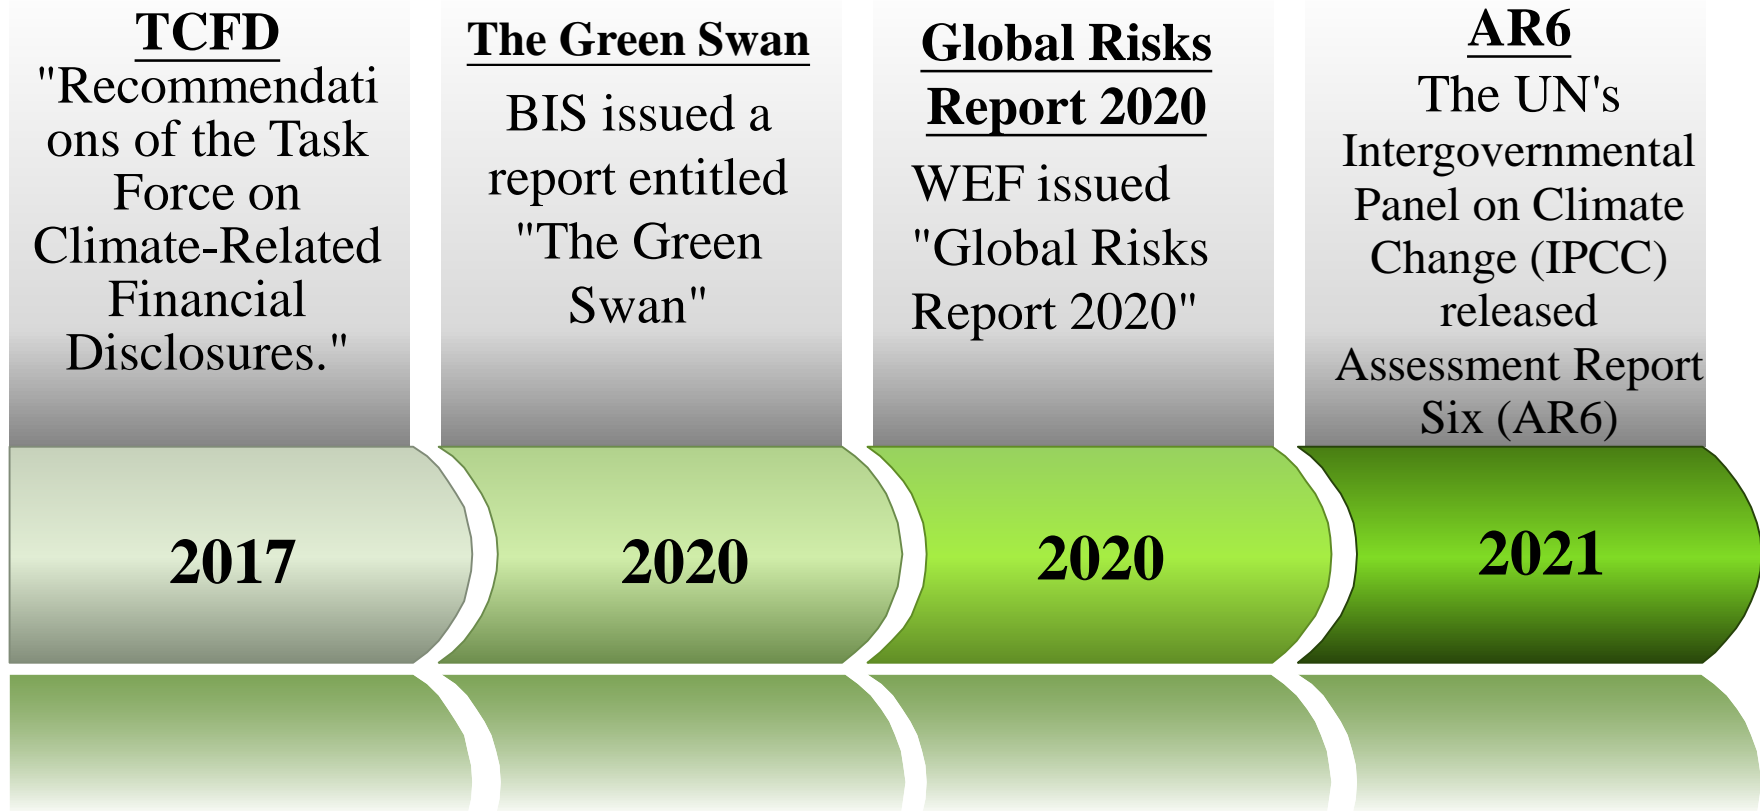 TCFD
"Recommendati
ons of the Task
Force on
Climate-Related
Financial
Disclosures."
2017
The Green Swan
BIS issued a
report entitled
"The Green
Swan"
2020
Global Risks
Report 2020
WEF issued
"Global Risks
Report 2020"
2020
AR6
The UN's
Intergovernmental
Panel on Climate
Change (IPCC)
released
Assessment Report
Six (AR6)
2021